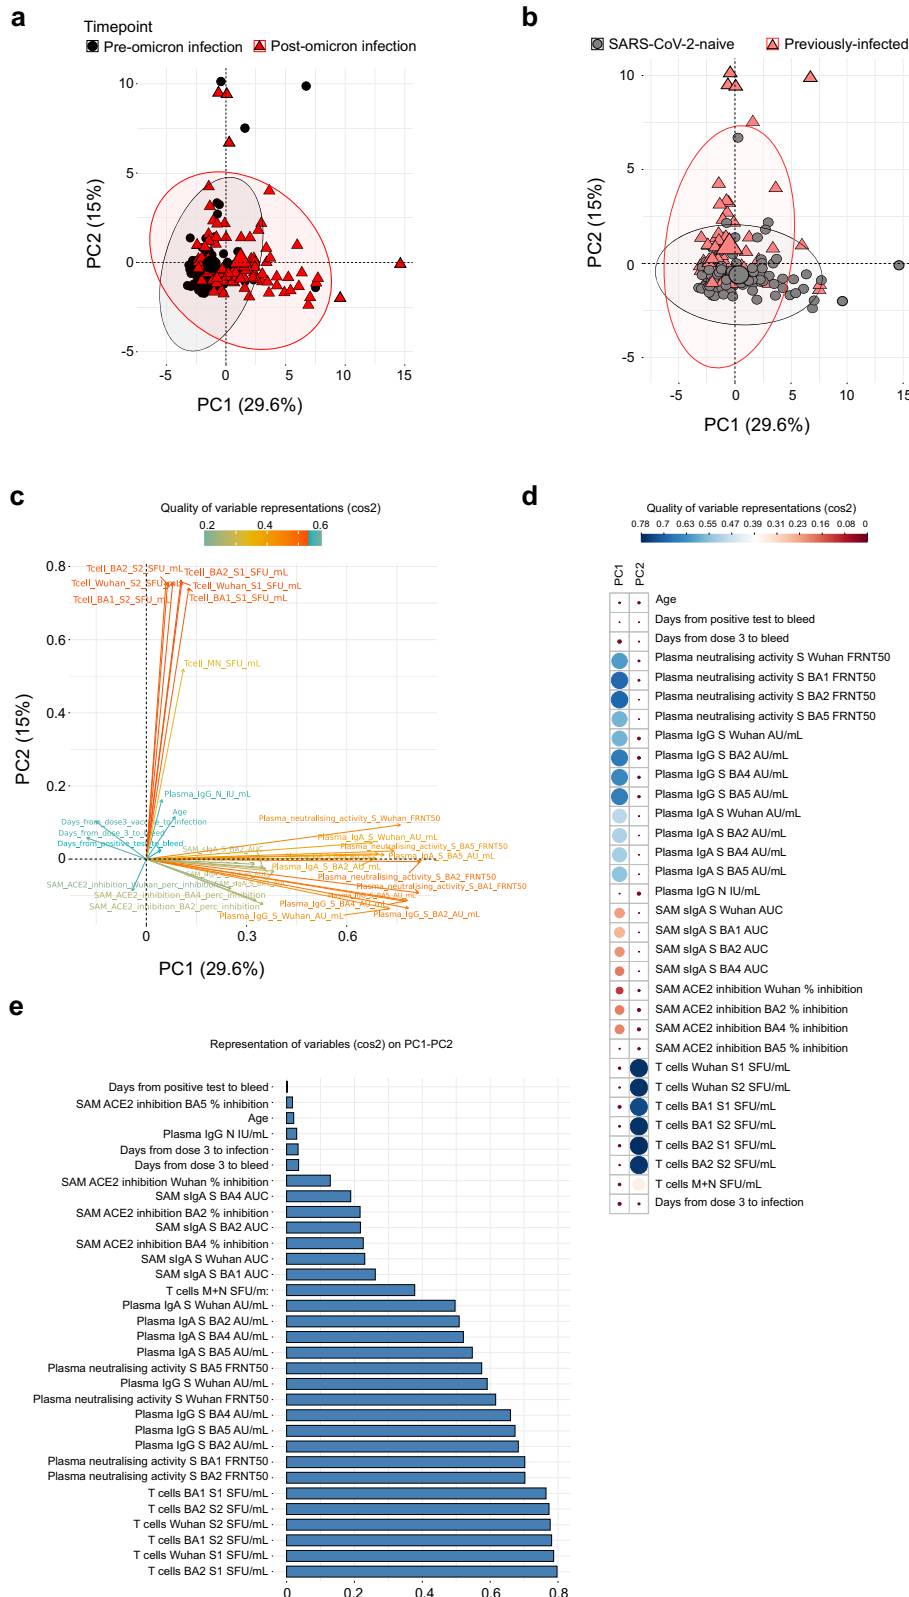 a
Timepoint
Pre-omicron infection Post-omicron infection
10
5
0
-5
PC2 (15%)
-5 0 5 10 15
PC1 (29.6%)
b
SARS-CoV-2-naive Previously-infected
10
5
0
-5
PC2 (15%)
-5 0 5 10 15
PC1 (29.6%)
c
Quality of variable representations (cos2)
0.2 0.4 0.6
0.8
0.6
0.4
0.2
0
PC2 (15%)
Tcell_BA2_S2_SFU_mL
Tcell_BA2_S1_SFU_mL
Tcell_Wuhan_S2_SFU_mL
Tcell_Wuhan_S1_SFU_mL
Tcell_BA1_S2_SFU_mL
Tcell_BA1_S1_SFU_mL
Tcell_MN_SFU_mL
Plasma_IgG_N_IU/mL
Age
Days_from_dose3_vaccine_to_infection
Days_from_dose_3_to_bleed
Days_from_positive_test_to_bleed
Plasma_neutralising_activity_S_Wuhan_FRNT50
Plasma_IgA_S_Wuhan_AU_mL
Plasma_neutralising_activity_S_BA5_FRNT50
SAM_sIgA_S_BA2_AUC
Plasma_IgA_S_BA5_AU_mL
Plasma_IgA_S_BA2_AU_mL
Plasma_neutralising_activity_S_BA2_FRNT50
SAM_ACE2_inhibition_Wuhan_perc_inhibition
Plasma_neutralising_activity_S_BA1_FRNT50
SAM_ACE2_inhibition_BA4_perc_inhibition
SAM_ACE2_inhibition_BA2_perc_inhibition
Plasma_IgG_S_BA4_AU_mL
Plasma_IgG_S_Wuhan_AU_mL
Plasma_IgG_S_BA2_AU_mL
0 0.3 0.6
PC1 (29.6%)
d
Quality of variable representations (cos2)
0.78 0.7 0.63 0.55 0.47 0.39 0.31 0.23 0.16 0.08 0
PC1 PC2
Age
Days from positive test to bleed
Days from dose 3 to bleed
Plasma neutralising activity S Wuhan FRNT50
Plasma neutralising activity S BA1 FRNT50
Plasma neutralising activity S BA2 FRNT50
Plasma neutralising activity S BA5 FRNT50
Plasma IgG S Wuhan AU/mL
Plasma IgG S BA2 AU/mL
Plasma IgG S BA4 AU/mL
Plasma IgG S BA5 AU/mL
Plasma IgA S Wuhan AU/mL
Plasma IgA S BA2 AU/mL
Plasma IgA S BA4 AU/mL
Plasma IgA S BA5 AU/mL
Plasma IgG N IU/mL
SAM sIgA S Wuhan AUC
SAM sIgA S BA1 AUC
SAM sIgA S BA2 AUC
SAM sIgA S BA4 AUC
SAM ACE2 inhibition Wuhan % inhibition
SAM ACE2 inhibition BA2 % inhibition
SAM ACE2 inhibition BA4 % inhibition
SAM ACE2 inhibition BA5 % inhibition
T cells Wuhan S1 SFU/mL
T cells Wuhan S2 SFU/mL
T cells BA1 S1 SFU/mL
T cells BA1 S2 SFU/mL
T cells BA2 S1 SFU/mL
T cells BA2 S2 SFU/mL
T cells M+N SFU/mL
Days from dose 3 to infection
e
Representation of variables (cos2) on PC1-PC2
Days from positive test to bleed
SAM ACE2 inhibition BA5 % inhibition
Age
Plasma IgG N IU/mL
Days from dose 3 to infection
Days from dose 3 to bleed
SAM ACE2 inhibition Wuhan % inhibition
SAM sIgA S BA4 AUC
SAM ACE2 inhibition BA2 % inhibition
SAM sIgA S BA2 AUC
SAM ACE2 inhibition BA4 % inhibition
SAM sIgA S Wuhan AUC
SAM sIgA S BA1 AUC
T cells M+N SFU/m:
Plasma IgA S Wuhan AU/mL
Plasma IgA S BA2 AU/mL
Plasma IgA S BA4 AU/mL
Plasma IgA S BA5 AU/mL
Plasma neutralising activity S BA5 FRNT50
Plasma IgG S Wuhan AU/mL
Plasma neutralising activity S Wuhan FRNT50
Plasma IgG S BA4 AU/mL
Plasma IgG S BA5 AU/mL
Plasma IgG S BA2 AU/mL
Plasma neutralising activity S BA1 FRNT50
Plasma neutralising activity S BA2 FRNT50
T cells BA1 S1 SFU/mL
T cells BA2 S2 SFU/mL
T cells Wuhan S2 SFU/mL
T cells BA1 S2 SFU/mL
T cells Wuhan S1 SFU/mL
T cells BA2 S1 SFU/mL
0 0.2 0.4 0.6 0.8